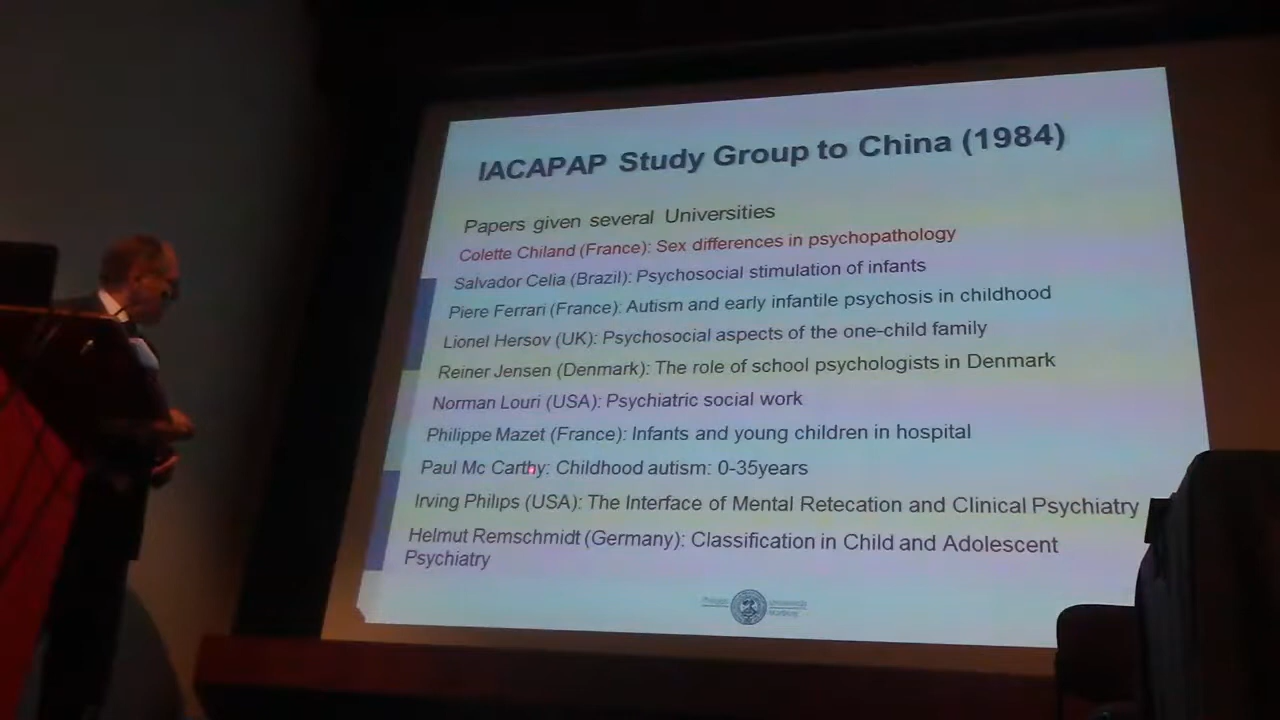 IACAPAP Study Group to China (1984)
Papers given several Universities
Colette Chiland (France): Sex differences in psychopathology
Salvador Celia (Brazil): Psychosocial stimulation of infants
Piere Ferrari (France): Autism and early infantile psychosis in childhood
Lionel Hersov (UK): Psychosocial aspects of the one-child family
Reiner Jensen (Denmark): The role of school psychologists in Denmark
Norman Louri (USA): Psychiatric social work
Philippe Mazet (France): Infants and young children in hospital
Paul Mc Carthy: Childhood autism: 0-35years
Irving Philips (USA): The Interface of Mental Retecation and Clinical Psychiatry
Helmut Remschmidt (Germany): Classification in Child and Adolescent
Psychiatry